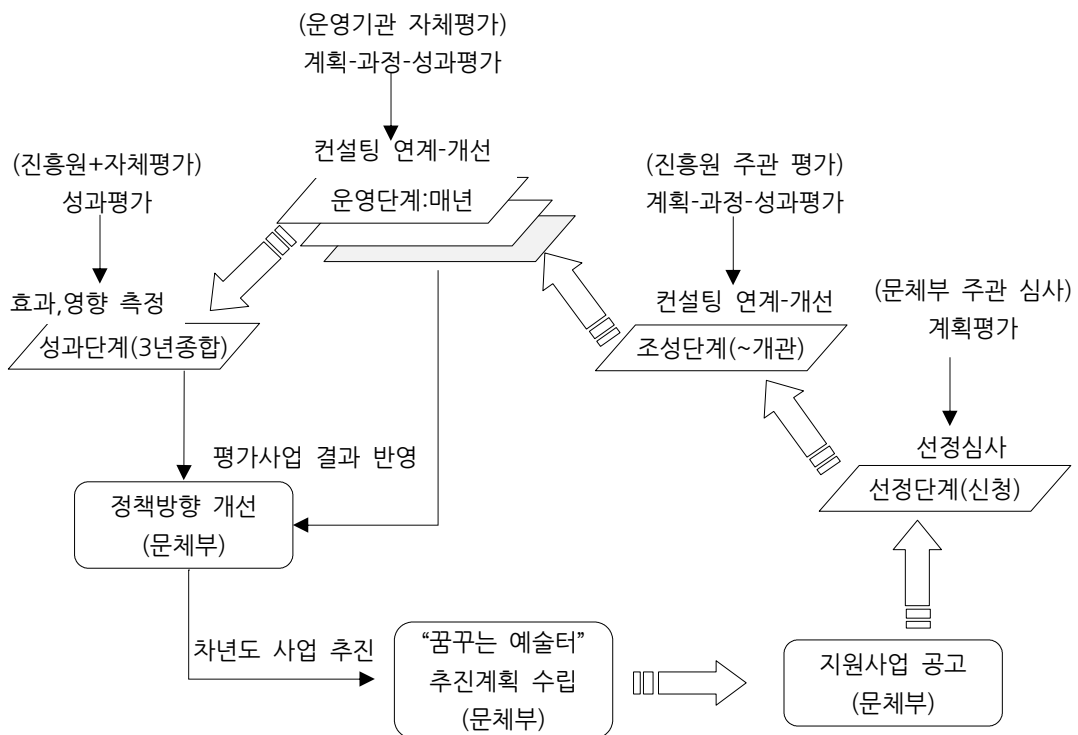 (운영기관 자체평가)
계획-과정-성과평가
컨설팅 연계-개선
운영단계:매년
(진흥원+자체평가)
성과평가
효과,영향 측정
성과단계(3년종합)
(진흥원 주관 평가)
계획-과정-성과평가
컨설팅 연계-개선
조성단계(~개관)
(문체부 주관 심사)
계획평가
선정심사
선정단계(신청)
평가사업 결과 반영
정책방향 개선
(문체부)
차년도 사업 추진
“꿈꾸는 예술터”
추진계획 수립
(문체부)
지원사업 공고
(문체부)